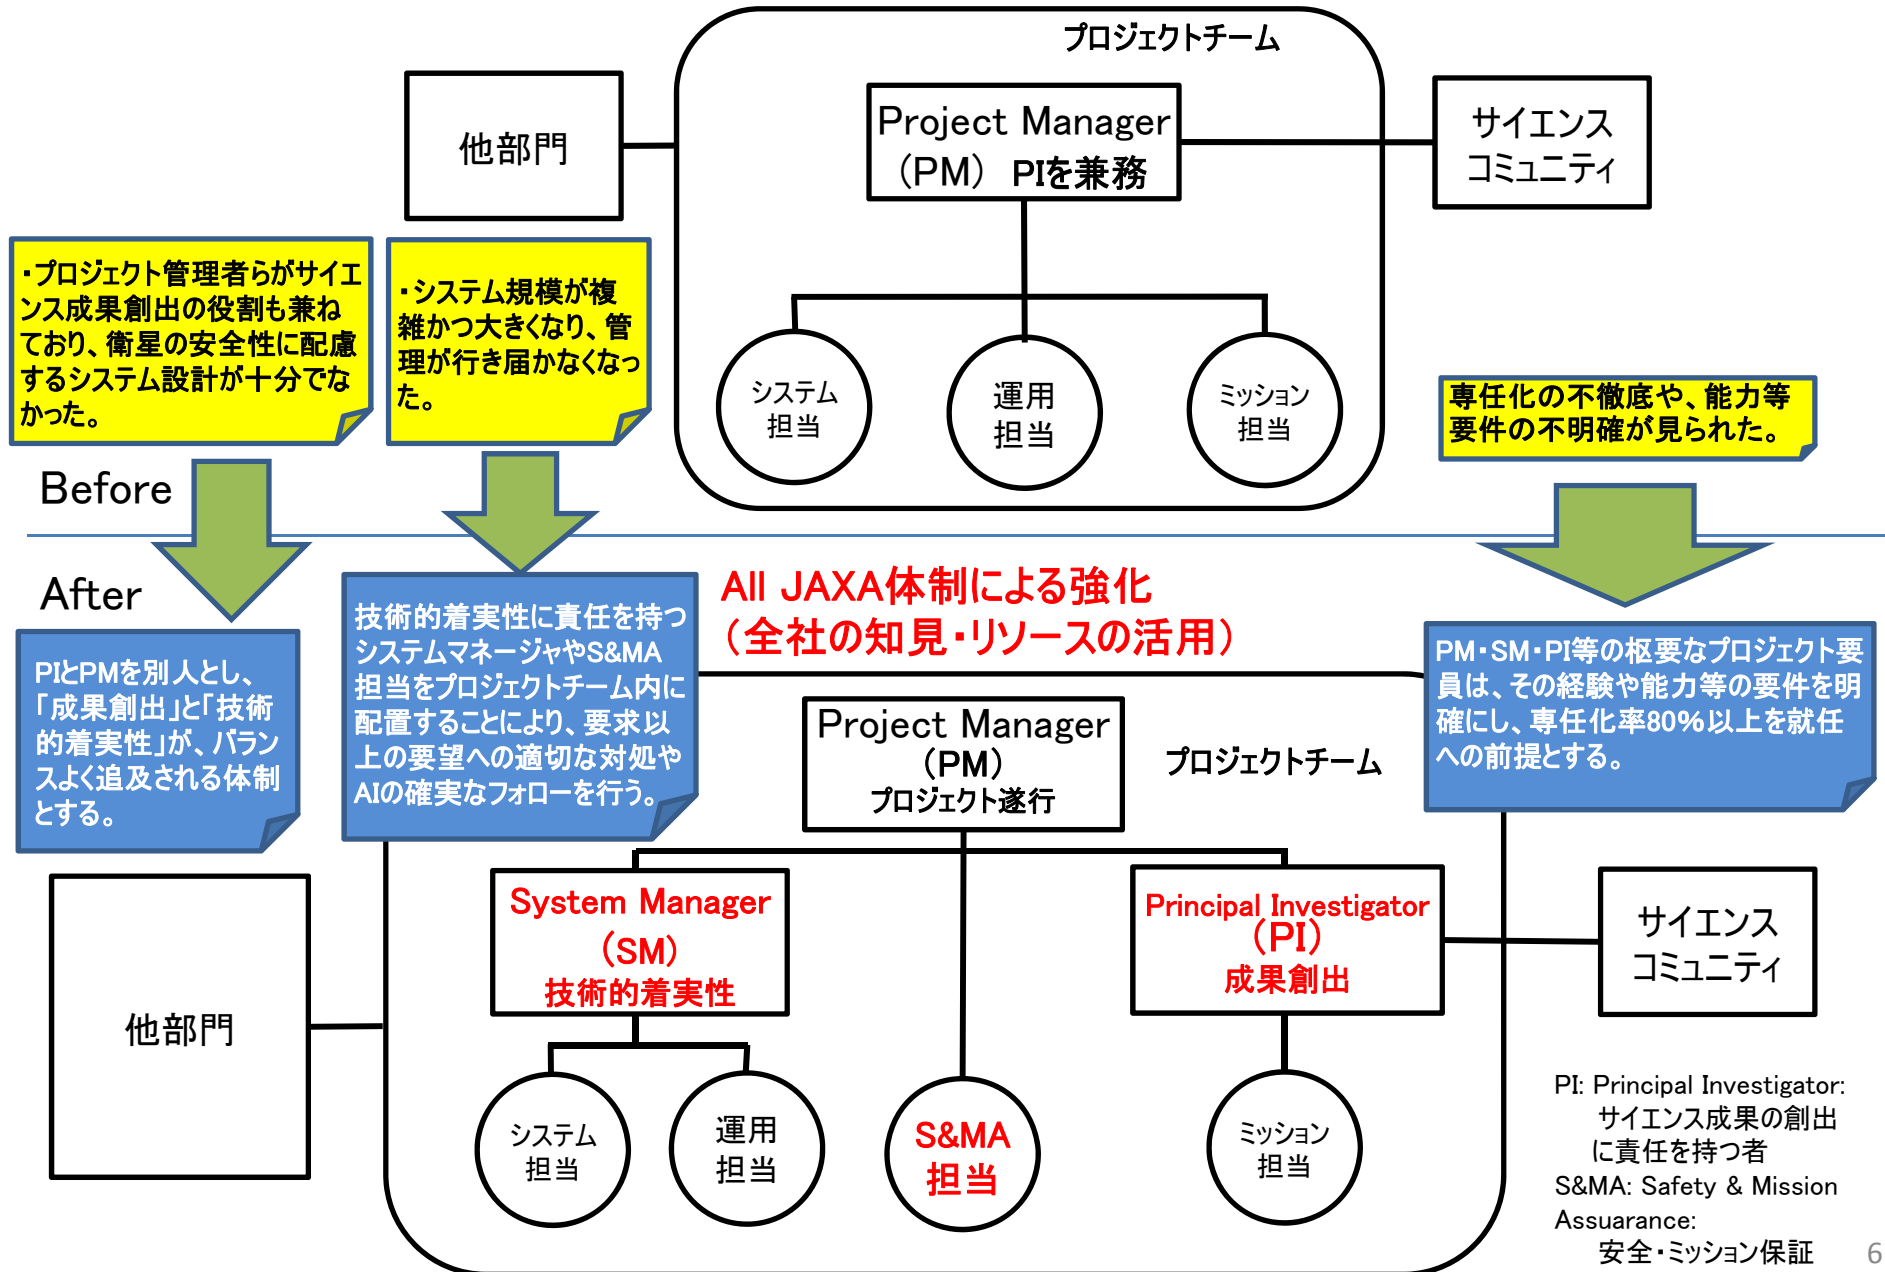 プロジェクトチーム
他部門
Project Manager
(PM) PIを兼務
サイエンス
コミュニティ
・プロジェクト管理者らがサイエ
ンス成果創出の役割も兼ね
ており、衛星の安全性に配慮
するシステム設計が十分でな
かった。
・システム規模が複
雑かつ大きくなり、管
理が行き届かなくなっ
た。
システム
担当
運用
担当
ミッション
担当
専任化の不徹底や、能力等
要件の不明確が見られた。
Before
After
All JAXA体制による強化
(全社の知見・リソースの活用)
PIとPMを別人とし、
「成果創出」と「技術
的着実性」が、バラン
スよく追及される体制
とする。
技術的着実性に責任を持つ
システムマネージャやS&MA
担当をプロジェクトチーム内に
配置することにより、要求以
上の要望への適切な対処や
AIの確実なフォローを行う。
PM・SM・PI等の枢要なプロジェクト要
員は、その経験や能力等の要件を明
確にし、専任化率80%以上を就任
への前提とする。
Project Manager
(PM)
プロジェクト遂行
プロジェクトチーム
System Manager
(SM)
技術的着実性
Principal Investigator
(PI)
成果創出
サイエンス
コミュニティ
他部門
システム
担当
運用
担当
S&MA
担当
ミッション
担当
PI: Principal Investigator:
サイエンス成果の創出
に責任を持つ者
S&MA: Safety & Mission
Assuarance:
安全・ミッション保証
6